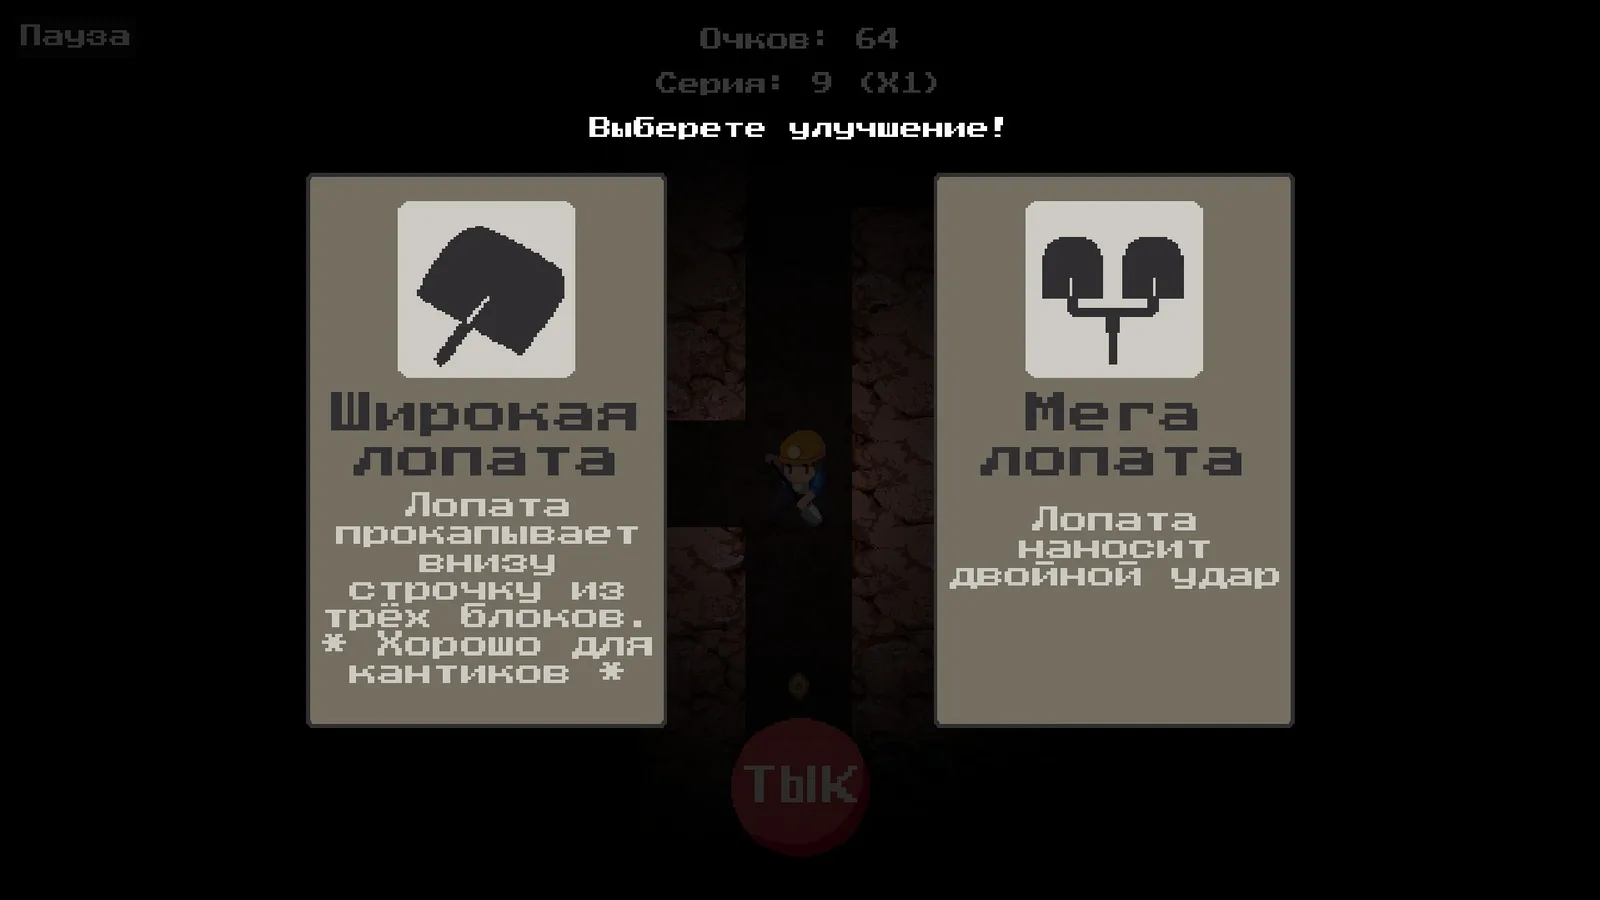 Пауза
Очков: 64
Серия: 9 (X1)
Выберете улучшение!
Широкая
лопата
Лопата
прокапывает
внизу
строчку из
трёх блоков.
* Хорошо для
кантиков *
Мега
лопата
Лопата
наносит
двойной удар
ТЫК